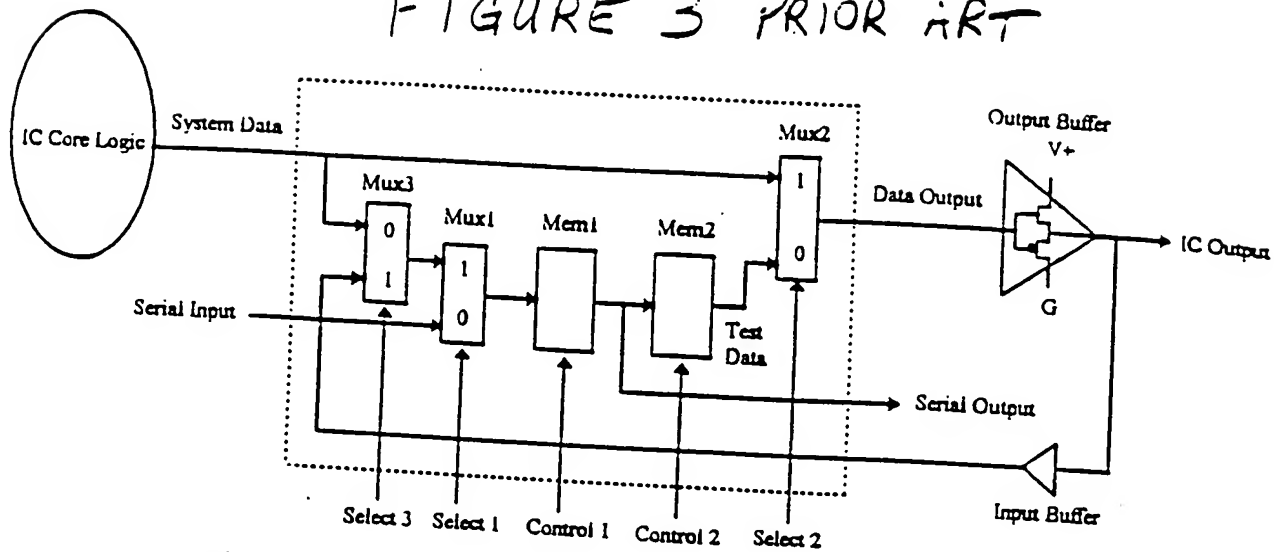 FIGURE 3 PRIOR ART
IC Core Logic
System Data
Mux3
0
1
Mux1
1
0
Mem1
Mem2
Mux2
1
0
Output Buffer
V+
G
Data Output
IC Output
Serial Input
Test
Data
Serial Output
Select 3
Select 1
Control 1
Control 2
Select 2
Input Buffer